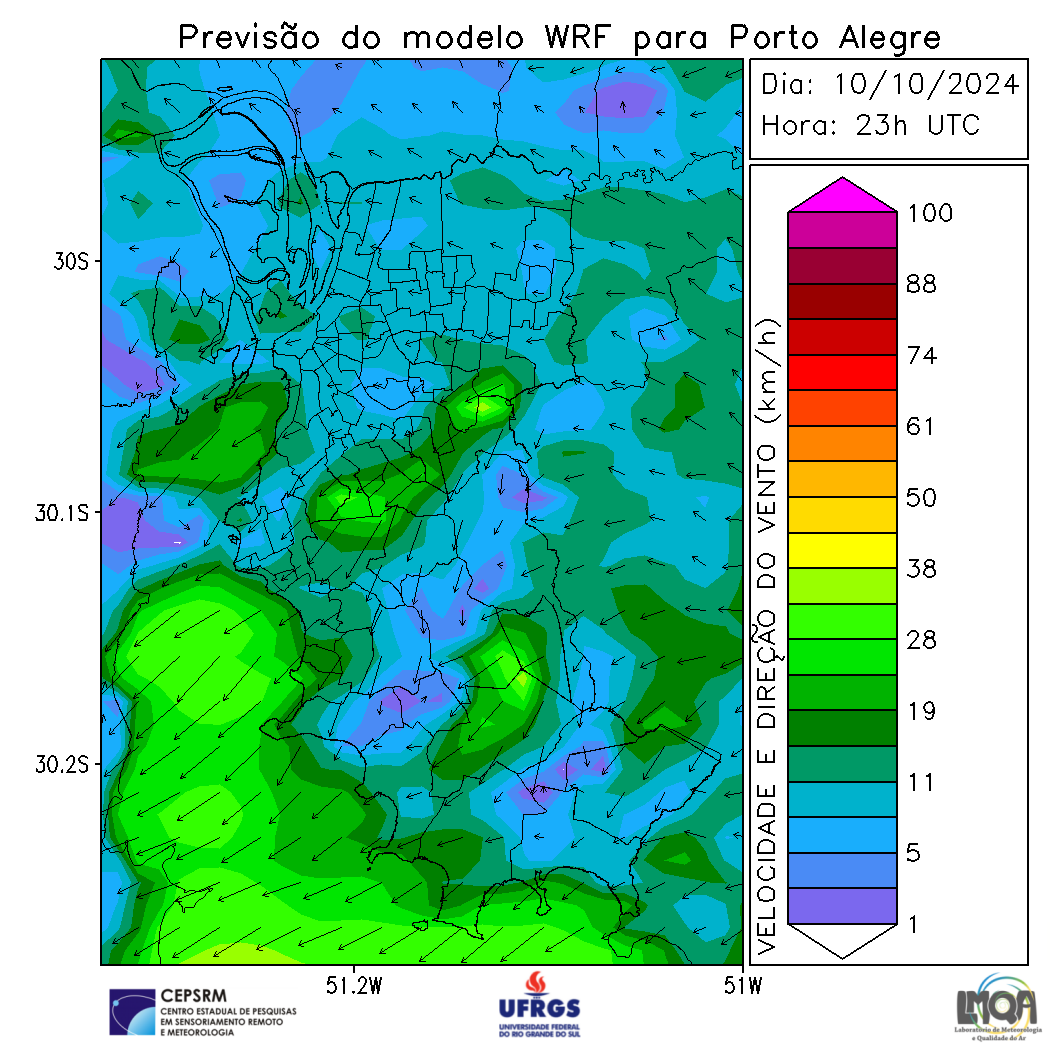 Previsão do modelo WRF para Porto Alegre
Dia: 10/10/2024
Hora: 23h UTC
30S
30.1S
30.2S
51.2W
51W
VELOCIDADE E DIREÇÃO DO VENTO (km/h)
100
88
74
61
50
38
28
19
11
5
1
CEPSRM
CENTRO ESTADUAL DE PESQUISAS
EM SENSORIAMENTO REMOTO
E METEOROLOGIA
UFRGS
UNIVERSIDADE FEDERAL
DO RIO GRANDE DO SUL
LMQA
Laboratório de Meteorologia
e Qualidade do Ar